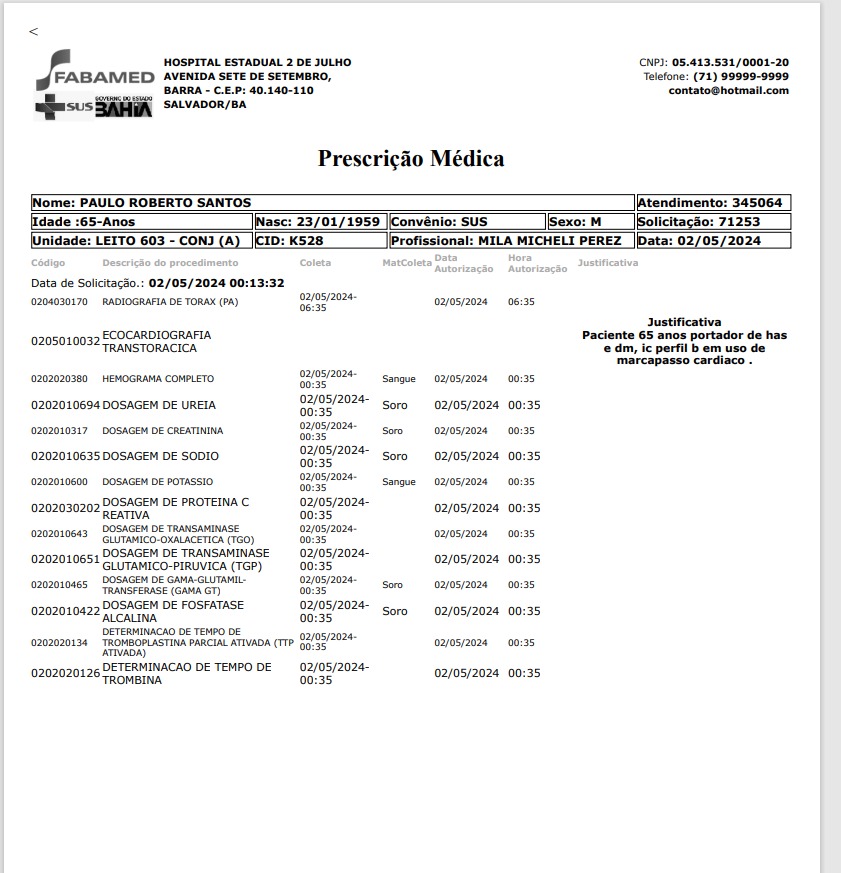 <
FABAMED
SUS GOVERNO DO ESTADO BAHIA
HOSPITAL ESTADUAL 2 DE JULHO
AVENIDA SETE DE SETEMBRO,
BARRA - C.E.P: 40.140-110
SALVADOR/BA
CNPJ: 05.413.531/0001-20
Telefone: (71) 99999-9999
contato@hotmail.com
Prescrição Médica
Nome: PAULO ROBERTO SANTOS Atendimento: 345064
Idade :65-Anos Nasc: 23/01/1959 Convênio: SUS Sexo: M Solicitação: 71253
Unidade: LEITO 603 - CONJ (A) CID: K528 Profissional: MILA MICHELI PEREZ Data: 02/05/2024
Código Descrição do procedimento Coleta MatColeta Data Autorização Hora Autorização Justificativa
Data de Solicitação.: 02/05/2024 00:13:32
0204030170 RADIOGRAFIA DE TORAX (PA) 02/05/2024-
06:35 02/05/2024 06:35
Justificativa
0205010032 ECOCARDIOGRAFIA
TRANSTORACICA
Paciente 65 anos portador de has
e dm, ic perfil b em uso de
marcapasso cardiaco .
0202020380 HEMOGRAMA COMPLETO 02/05/2024-
00:35 Sangue 02/05/2024 00:35
0202010694 DOSAGEM DE UREIA 02/05/2024-
00:35 Soro 02/05/2024 00:35
0202010317 DOSAGEM DE CREATININA 02/05/2024-
00:35 Soro 02/05/2024 00:35
0202010635 DOSAGEM DE SODIO 02/05/2024-
00:35 Soro 02/05/2024 00:35
0202010600 DOSAGEM DE POTASSIO 02/05/2024-
00:35 Sangue 02/05/2024 00:35
0202030202 DOSAGEM DE PROTEINA C
REATIVA 02/05/2024-
00:35 02/05/2024 00:35
0202010643 DOSAGEM DE TRANSAMINASE
GLUTAMICO-OXALACETICA (TGO) 02/05/2024-
00:35 02/05/2024 00:35
0202010651 DOSAGEM DE TRANSAMINASE
GLUTAMICO-PIRUVICA (TGP) 02/05/2024-
00:35 02/05/2024 00:35
0202010465 DOSAGEM DE GAMA-GLUTAMIL-
TRANSFERASE (GAMA GT) 02/05/2024-
00:35 Soro 02/05/2024 00:35
0202010422 DOSAGEM DE FOSFATASE
ALCALINA 02/05/2024-
00:35 Soro 02/05/2024 00:35
0202020134 DETERMINACAO DE TEMPO DE
TROMBOPLASTINA PARCIAL ATIVADA (TTP
ATIVADA) 02/05/2024-
00:35 02/05/2024 00:35
0202020126 DETERMINACAO DE TEMPO DE
TROMBINA 02/05/2024-
00:35 02/05/2024 00:35